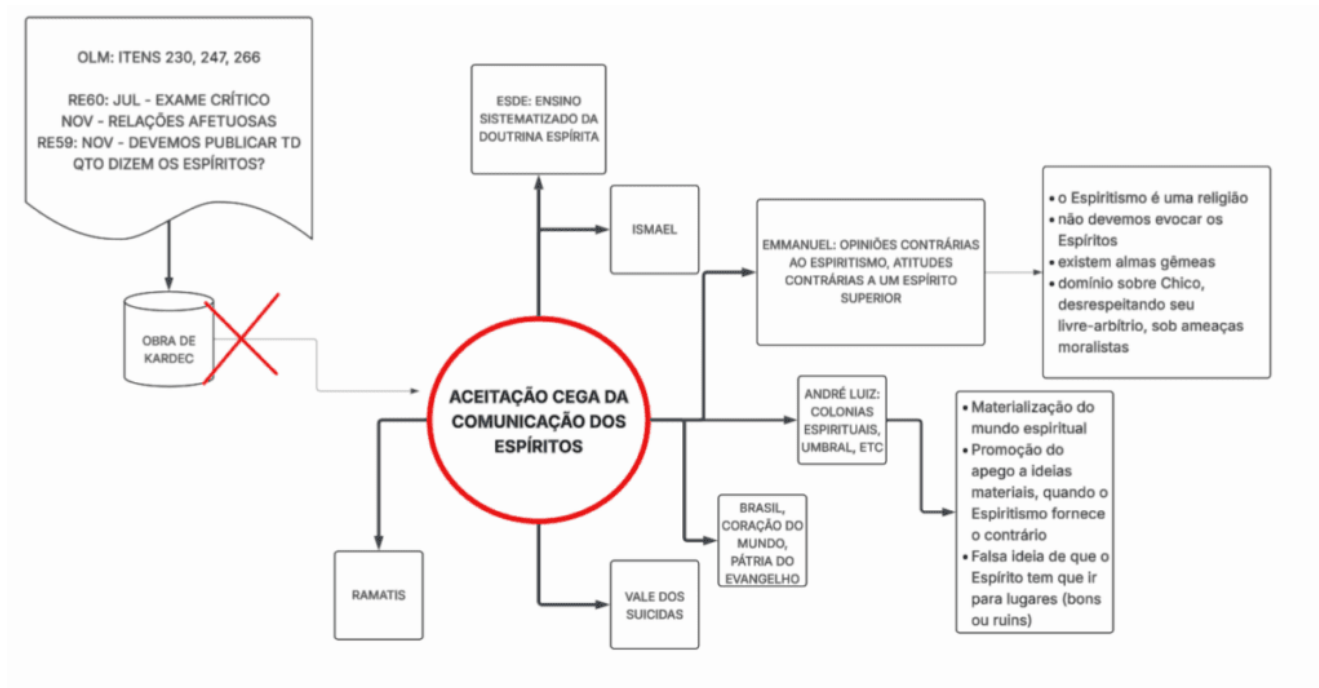 OLM: ITENS 230, 247, 266
RE60: JUL - EXAME CRÍTICO
NOV - RELAÇÕES AFETUOSAS
RE59: NOV - DEVEMOS PUBLICAR TD
QTO DIZEM OS ESPÍRITOS?
OBRA DE
KARDEC
ESDE: ENSINO
SISTEMATIZADO DA
DOUTRINA ESPÍRITA
ISMAEL
EMMANUEL: OPINIÕES CONTRÁRIAS
AO ESPIRITISMO, ATITUDES
CONTRÁRIAS A UM ESPÍRITO
SUPERIOR
• o Espiritismo é uma religião
• não devemos evocar os
Espíritos
• existem almas gêmeas
• domínio sobre Chico,
desrespeitando seu
livre-arbítrio, sob ameaças
moralistas
ACEITAÇÃO CEGA DA
COMUNICAÇÃO DOS
ESPÍRITOS
ANDRÉ LUIZ:
COLONIAS
ESPIRITUAIS,
UMBRAL, ETC
• Materialização do
mundo espiritual
• Promoção do
apego a ideias
materiais, quando o
Espiritismo fornece
o contrário
• Falsa ideia de que o
Espírito tem que ir
para lugares (bons
ou ruins)
BRASIL,
CORAÇÃO DO
MUNDO,
PÁTRIA DO
EVANGELHO
RAMATIS
VALE DOS
SUICIDAS